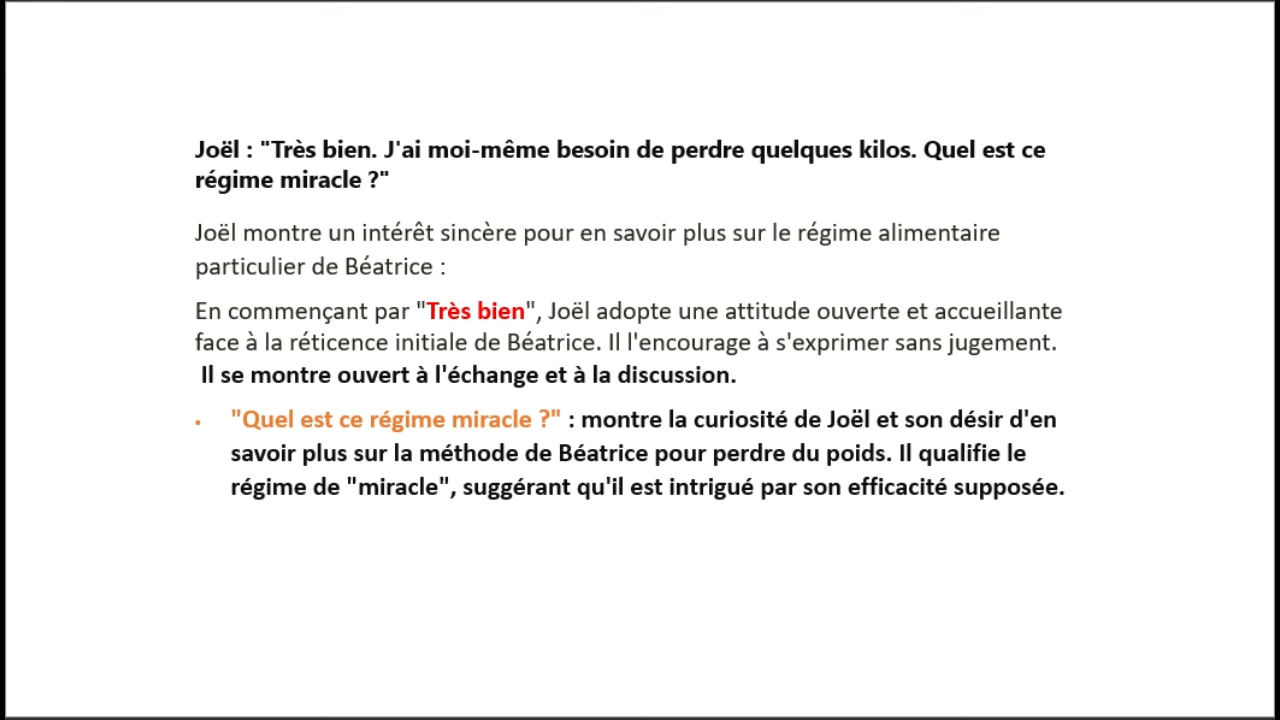 Joël : "Très bien. J'ai moi-même besoin de perdre quelques kilos. Quel est ce
régime miracle ?"
Joël montre un intérêt sincère pour en savoir plus sur le régime alimentaire
particulier de Béatrice :
En commençant par "Très bien", Joël adopte une attitude ouverte et accueillante
face à la réticence initiale de Béatrice. Il l'encourage à s'exprimer sans jugement.
Il se montre ouvert à l'échange et à la discussion.
• "Quel est ce régime miracle ?" : montre la curiosité de Joël et son désir d'en
savoir plus sur la méthode de Béatrice pour perdre du poids. Il qualifie le
régime de "miracle", suggérant qu'il est intrigué par son efficacité supposée.